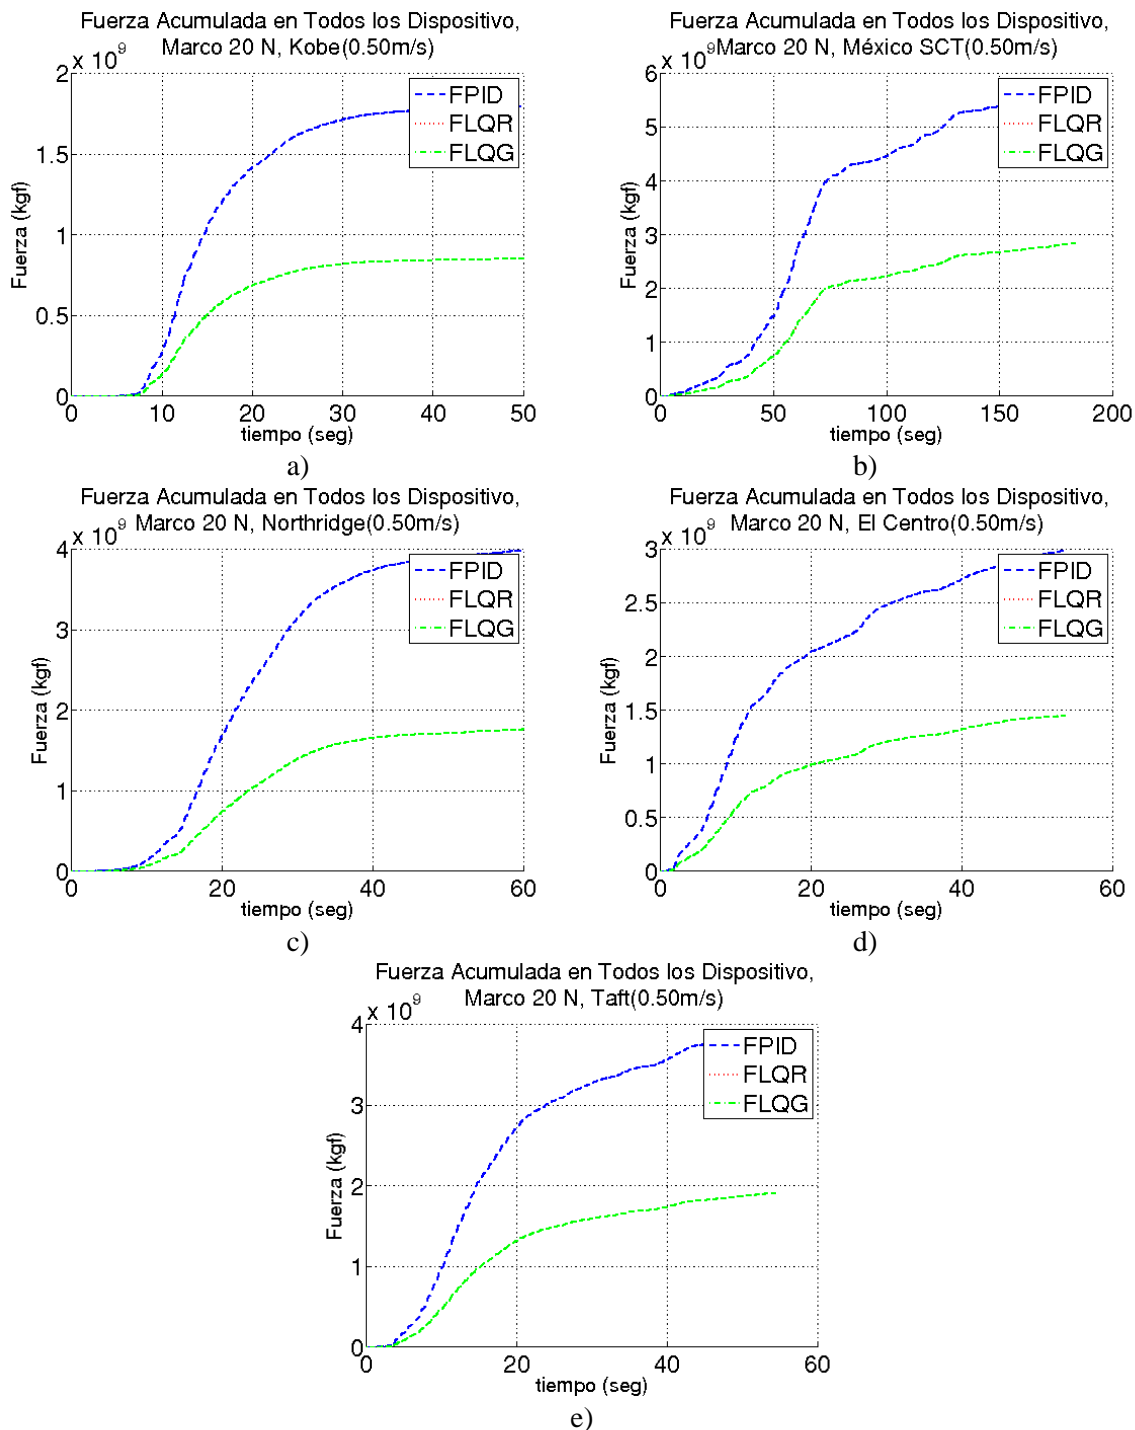 Fuerza Acumulada en Todos los Dispositivo,
Marco 20 N, Kobe(0.50m/s)
x 10^9
2
1.5
1
0.5
0
Fuerza (kgf)
FPID
FLQR
FLQG
0 10 20 30 40 50
tiempo (seg)
a)
Fuerza Acumulada en Todos los Dispositivo,
Marco 20 N, México SCT(0.50m/s)
x 10^9
6
5
4
3
2
1
0
Fuerza (kgf)
FPID
FLQR
FLQG
0 50 100 150 200
tiempo (seg)
b)
Fuerza Acumulada en Todos los Dispositivo,
Marco 20 N, Northridge(0.50m/s)
x 10^9
4
3
2
1
0
Fuerza (kgf)
FPID
FLQR
FLQG
0 20 40 60
tiempo (seg)
c)
Fuerza Acumulada en Todos los Dispositivo,
Marco 20 N, El Centro(0.50m/s)
x 10^9
3
2.5
2
1.5
1
0.5
0
Fuerza (kgf)
FPID
FLQR
FLQG
0 20 40 60
tiempo (seg)
d)
Fuerza Acumulada en Todos los Dispositivo,
Marco 20 N, Taft(0.50m/s)
x 10^9
4
3
2
1
0
Fuerza (kgf)
FPID
FLQR
FLQG
0 20 40 60
tiempo (seg)
e)